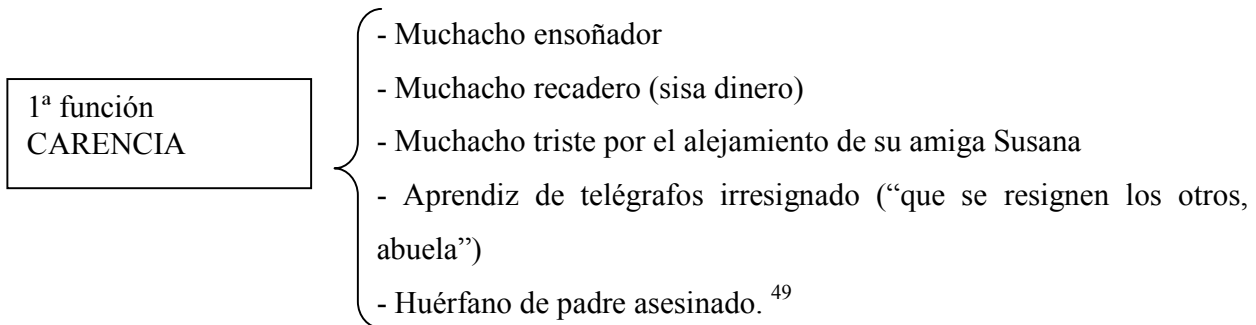 - Muchacho ensoñador
- Muchacho recadero (sisa dinero)
1ª función
CARENCIA
- Muchacho triste por el alejamiento de su amiga Susana
- Aprendiz de telégrafos irresignado (“que se resignen los otros,
abuela”)
- Huérfano de padre asesinado. 49